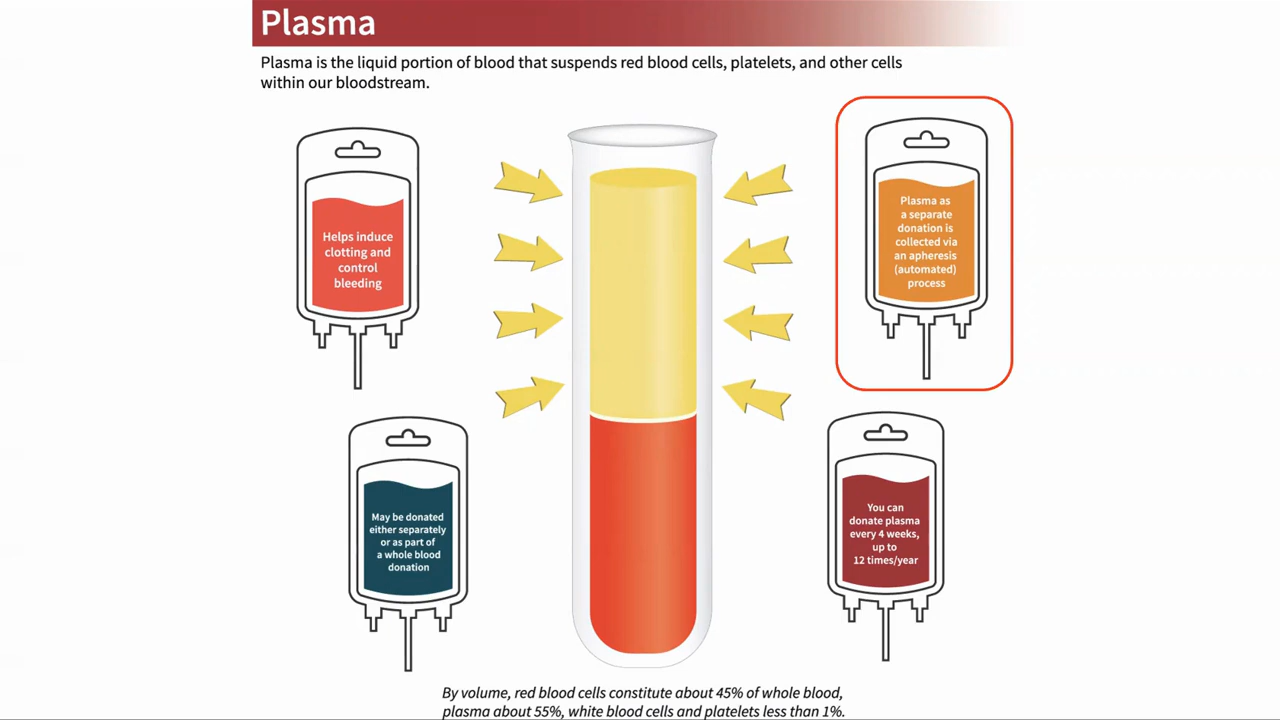 Plasma
Plasma is the liquid portion of blood that suspends red blood cells, platelets, and other cells
within our bloodstream.
Helps induce
clotting and
control
bleeding
Plasma as
a separate
donation is
collected via
an apheresis
(automated)
process
May be donated
either separately
or as part of
a whole blood
donation
You can
donate plasma
every 4 weeks,
up to
12 times/year
By volume, red blood cells constitute about 45% of whole blood,
plasma about 55%, white blood cells and platelets less than 1%.